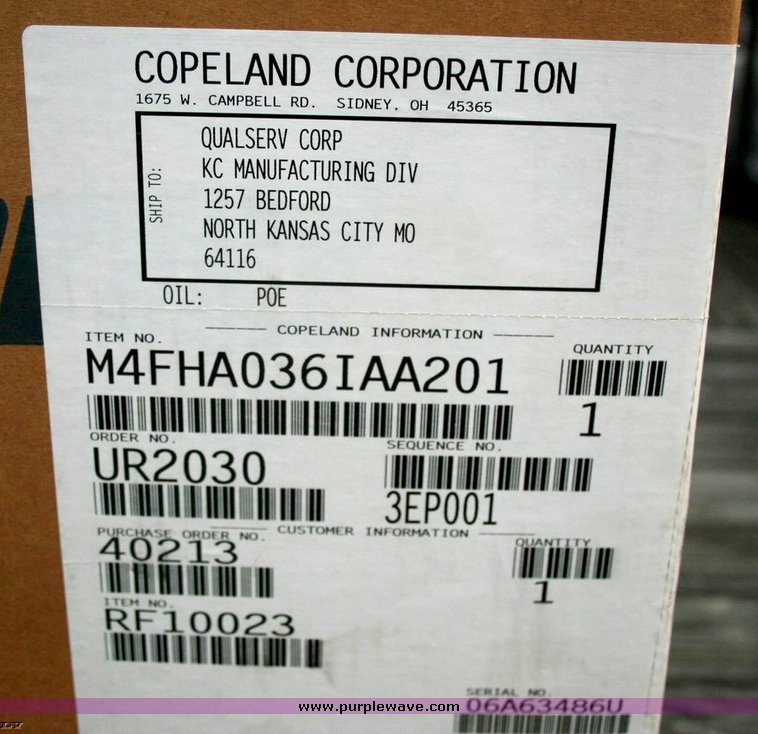 COPELAND CORPORATION
1675 W. CAMPBELL RD. SIDNEY, OH 45365
SHIP TO:
QUALSERV CORP
KC MANUFACTURING DIV
1257 BEDFORD
NORTH KANSAS CITY MO
64116
OIL: POE
COPELAND INFORMATION
ITEM NO.
M4FHA036IAA201
QUANTITY
1
ORDER NO.
UR2030
SEQUENCE NO.
3EP001
CUSTOMER INFORMATION
PURCHASE ORDER NO.
40213
QUANTITY
1
ITEM NO.
RF10023
SERIAL NO.
06A63486U
www.purplewave.com